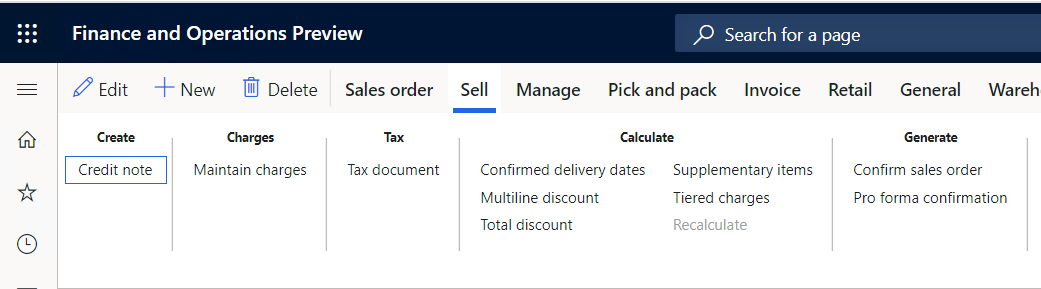 Finance and Operations Preview
Search for a page
Edit New Delete Sales order Sell Manage Pick and pack Invoice Retail General
Create Charges Tax Calculate Generate
Credit note Maintain charges Tax document Confirmed delivery dates Supplementary items Confirm sales order
Multiline discount Tiered charges Pro forma confirmation
Total discount Recalculate